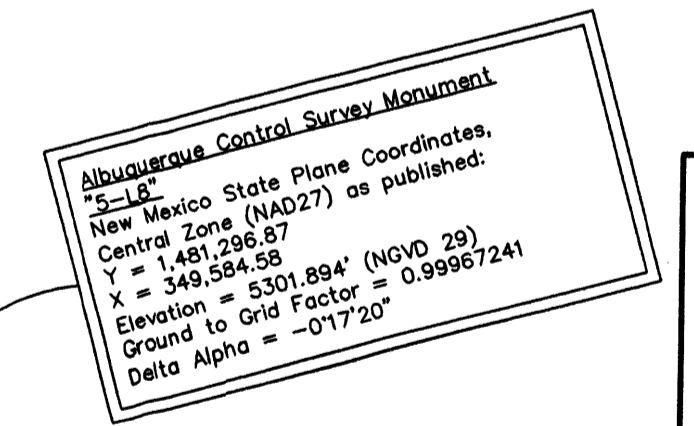 Albuquerque Control Survey Monument
"5-L8"
New Mexico State Plane Coordinates,
Central Zone (NAD27) as published:
Y = 1,481,296.87
X = 349,584.58
Elevation = 5301.894' (NGVD 29)
Ground to Grid Factor = 0.99967241
Delta Alpha = -0°17'20"